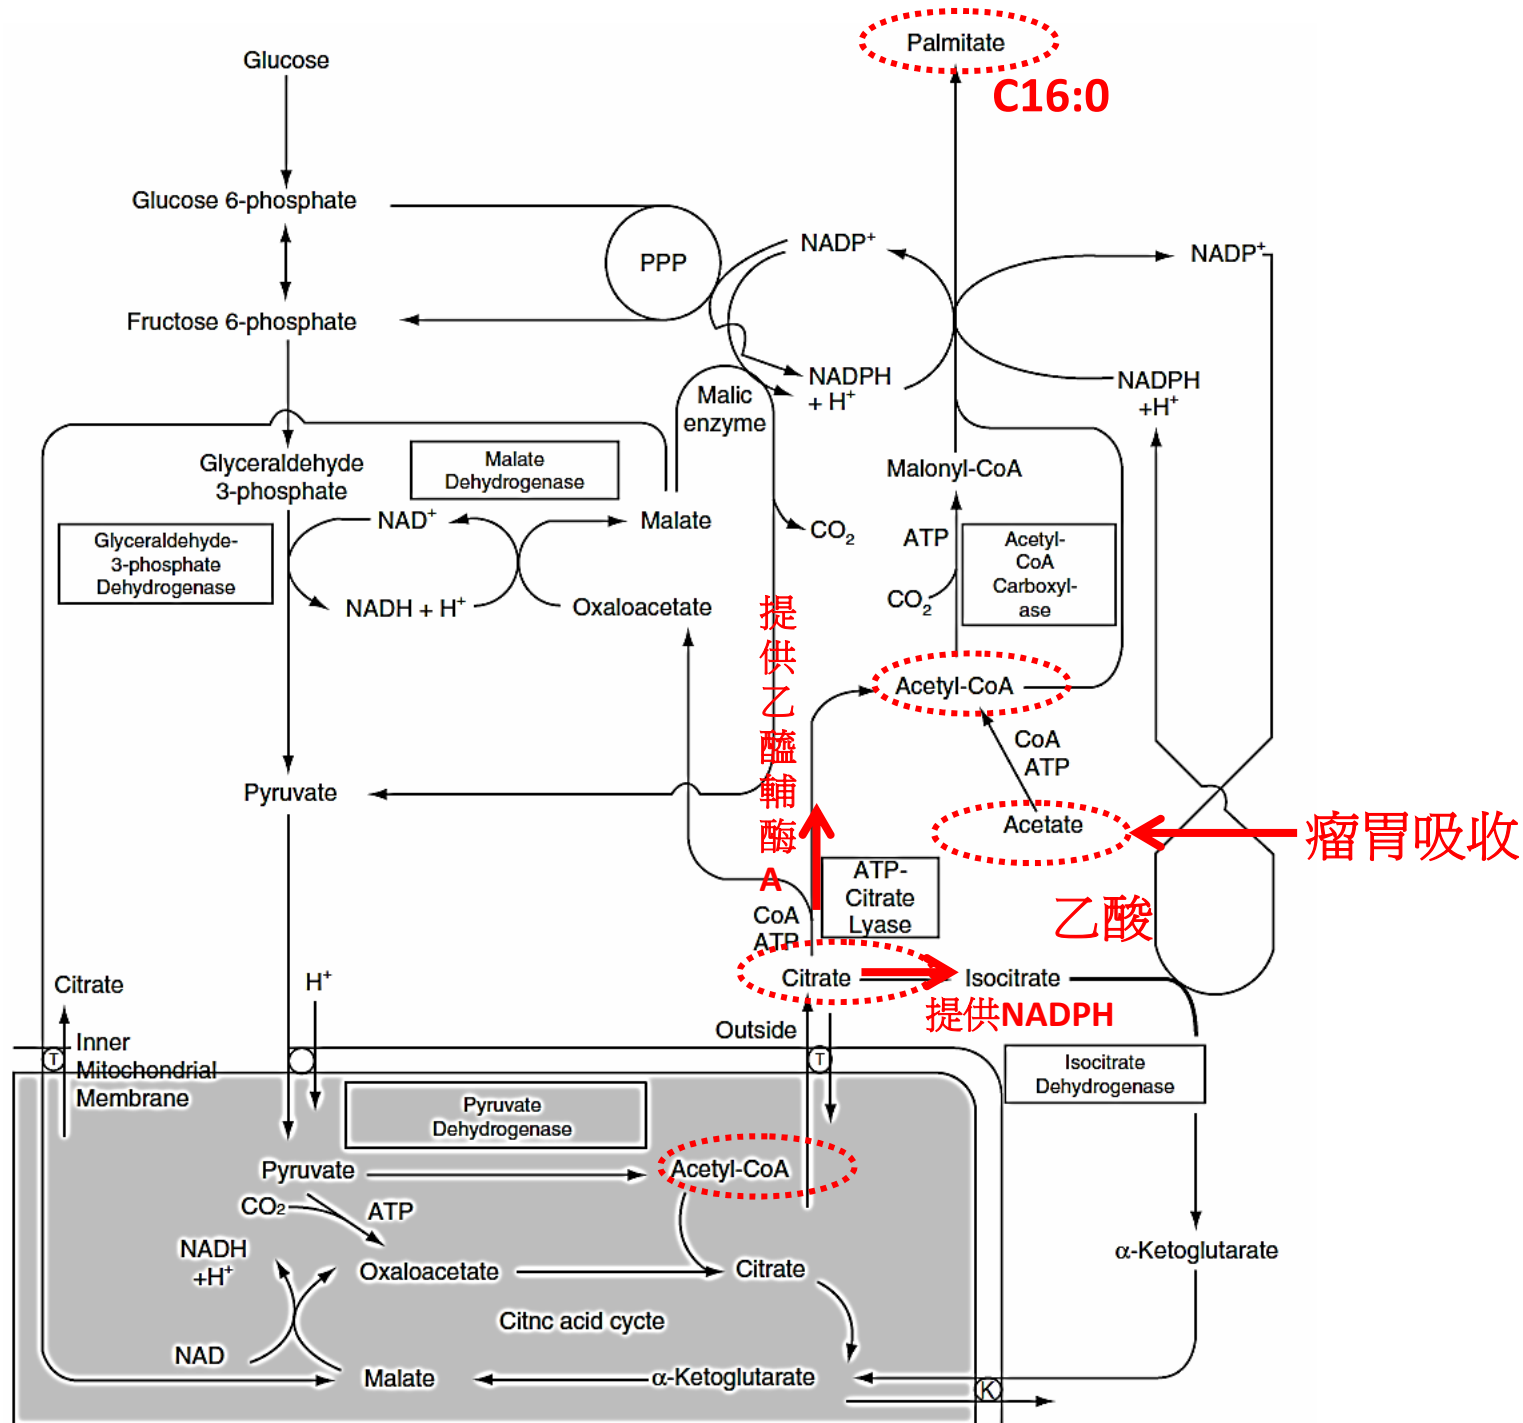 Palmitate
C16:0
Glucose
Glucose 6-phosphate
PPP
NADP+
NADP+
Fructose 6-phosphate
NADPH
+ H+
NADPH
+H+
Malic
enzyme
Glyceraldehyde
3-phosphate
Malate
Dehydrogenase
Malonyl-CoA
NAD+
Malate
CO2
ATP
Acetyl-
CoA
Carboxyl-
ase
Glyceraldehyde-
3-phosphate
Dehydrogenase
NADH + H+
Oxaloacetate
CO2
提
供
乙
醯
輔
酶
A
Acetyl-CoA
CoA
ATP
Pyruvate
Acetate
瘤胃吸收
乙酸
ATP-
Citrate
Lyase
CoA
ATP
Citrate
Isocitrate
提供NADPH
Citrate
H+
Outside
Inner
Mitochondrial
Membrane
T
T
Isocitrate
Dehydrogenase
Pyruvate
Dehydrogenase
Pyruvate
Acetyl-CoA
CO2
ATP
NADH
+H+
Oxaloacetate
Citrate
α-Ketoglutarate
Citnc acid cycte
NAD
Malate
α-Ketoglutarate
K